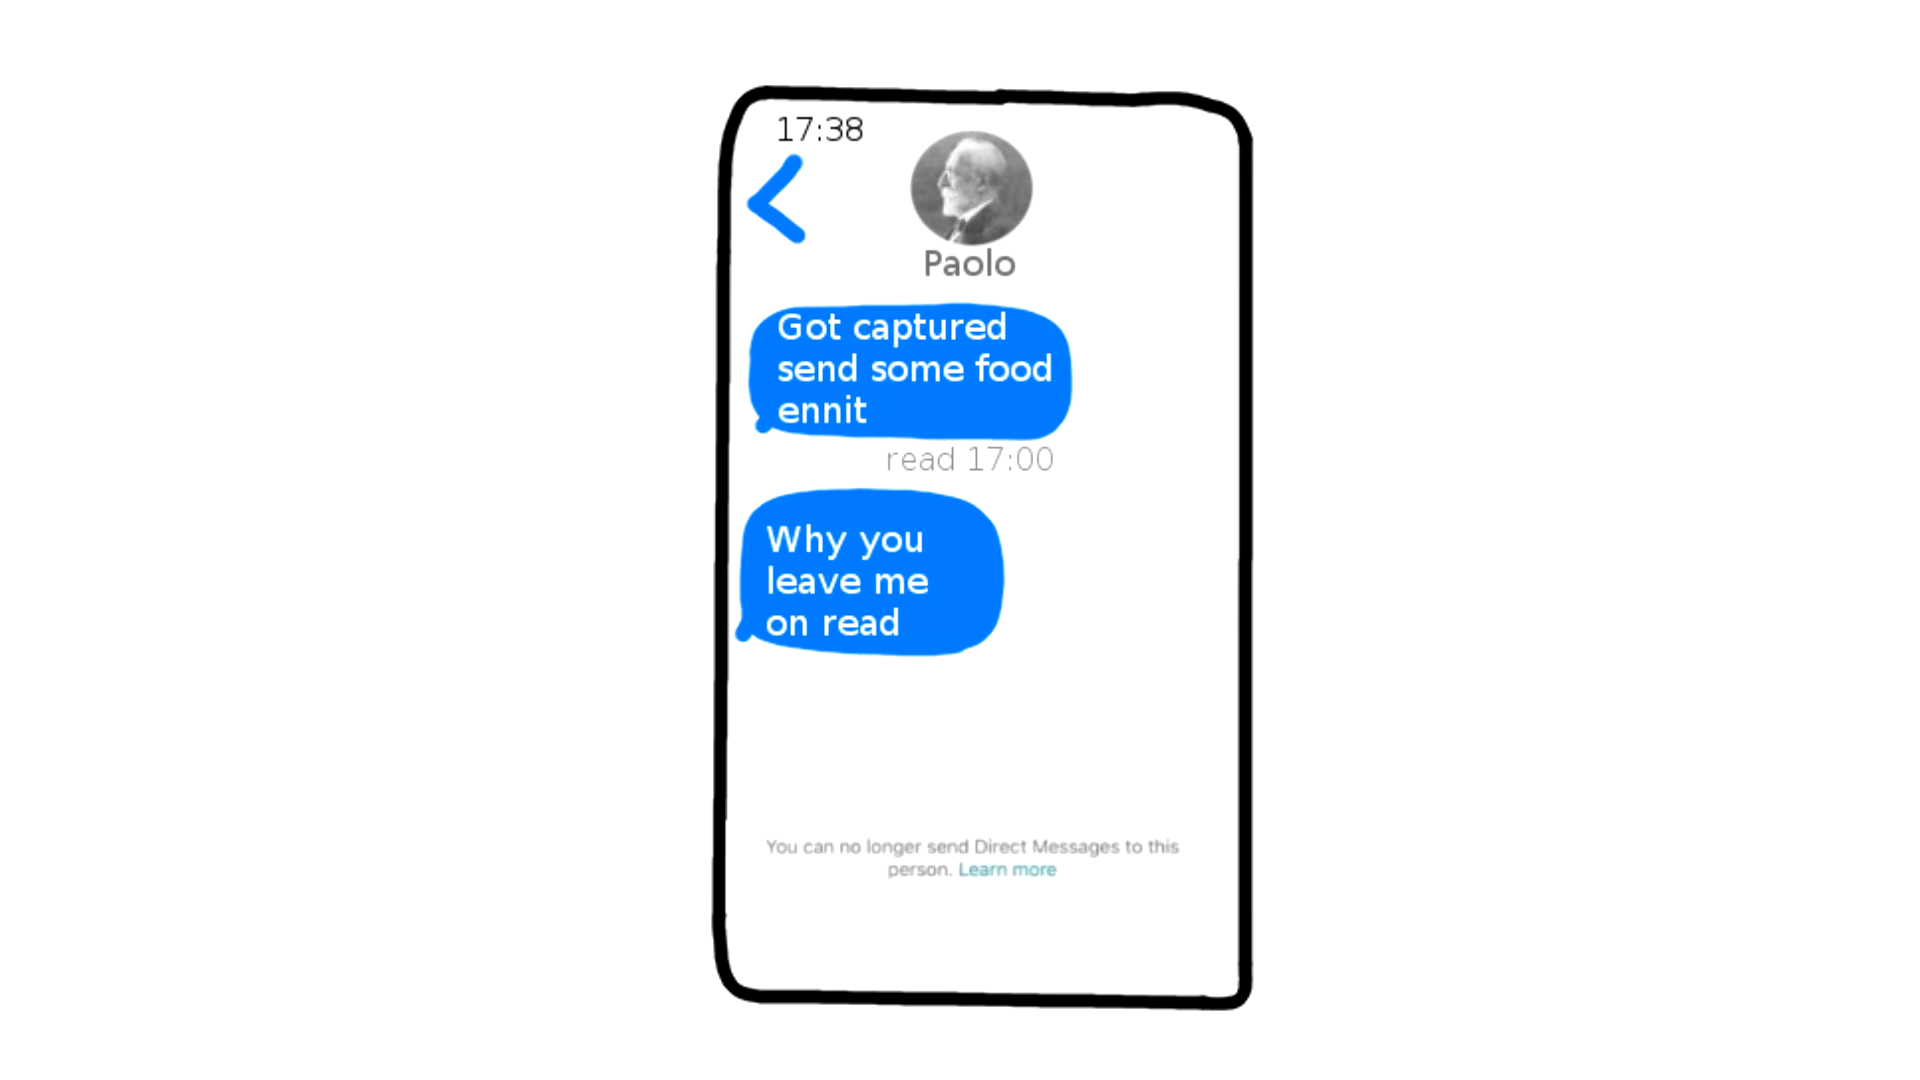 17:38
Paolo
Got captured
send some food
ennit
read 17:00
Why you
leave me
on read
You can no longer send Direct Messages to this
person. Learn more